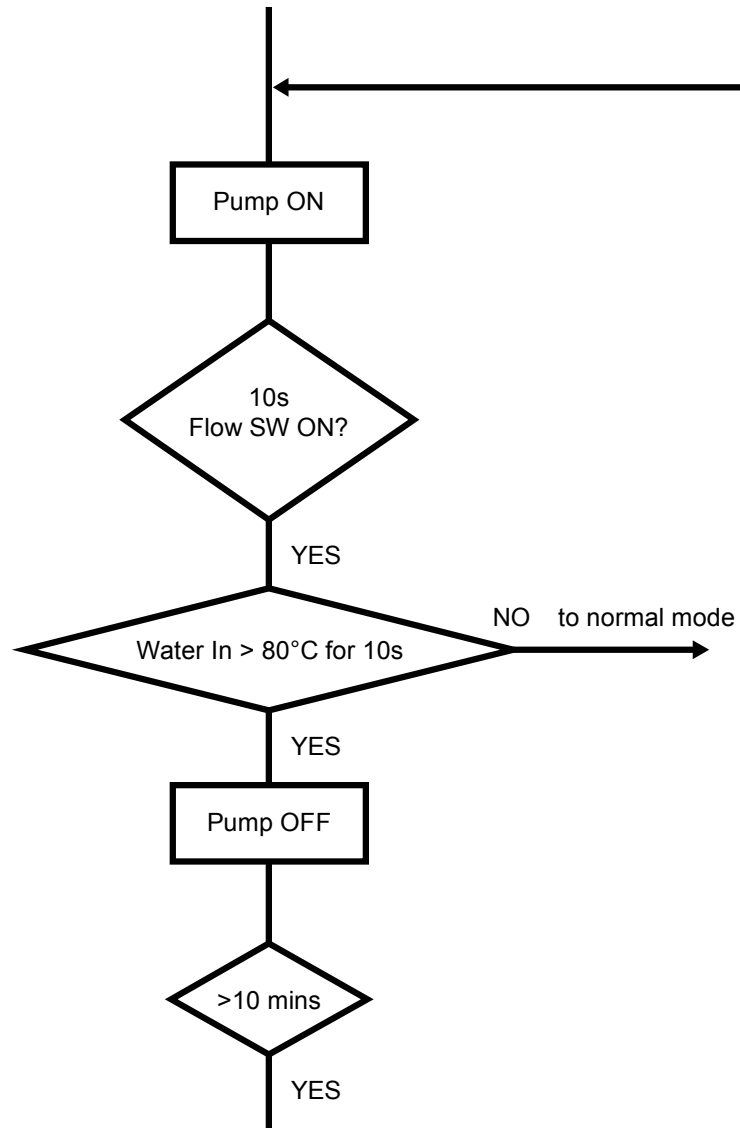 Pump ON
10s
Flow SW ON?
YES
Water In > 80°C for 10s
NO to normal mode
YES
Pump OFF
>10 mins
YES